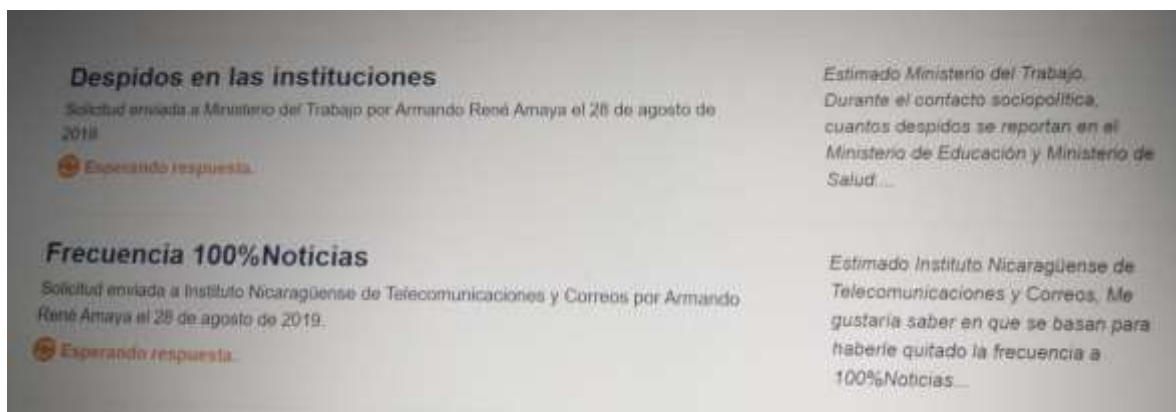 Despidos en las instituciones
Solicitud enviada a Ministerio del Trabajo por Armando René Amaya el 28 de agosto de
2019.
Esperando respuesta.
Estimado Ministerio del Trabajo,
Durante el contacto sociopolítica,
cuantos despidos se reportan en el
Ministerio de Educación y Ministerio de
Salud....
Frecuencia 100%Noticias
Solicitud enviada a Instituto Nicaragüense de Telecomunicaciones y Correos por Armando
René Amaya el 28 de agosto de 2019.
Esperando respuesta.
Estimado Instituto Nicaragüense de
Telecomunicaciones y Correos, Me
gustaría saber en que se basan para
haberle quitado la frecuencia a
100%Noticias....